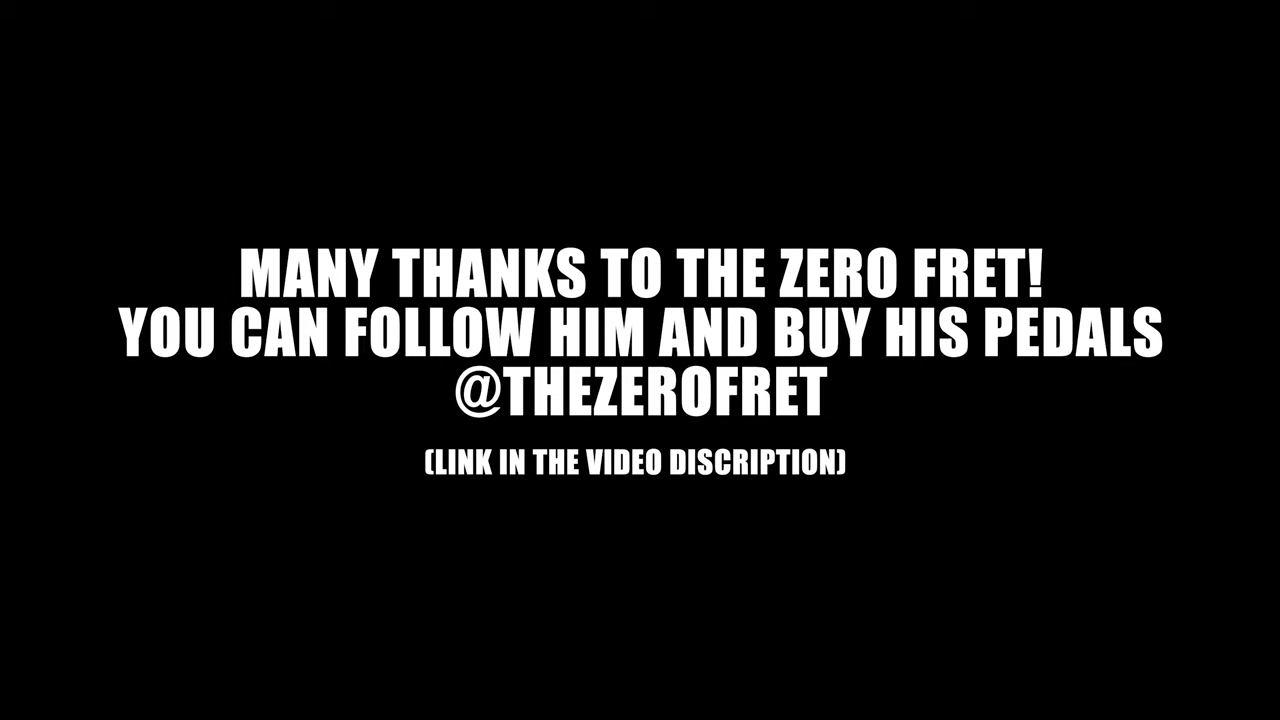 MANY THANKS TO THE ZERO FRET!
YOU CAN FOLLOW HIM AND BUY HIS PEDALS
@THEZEROFRET
(LINK IN THE VIDEO DISCRIPTION)